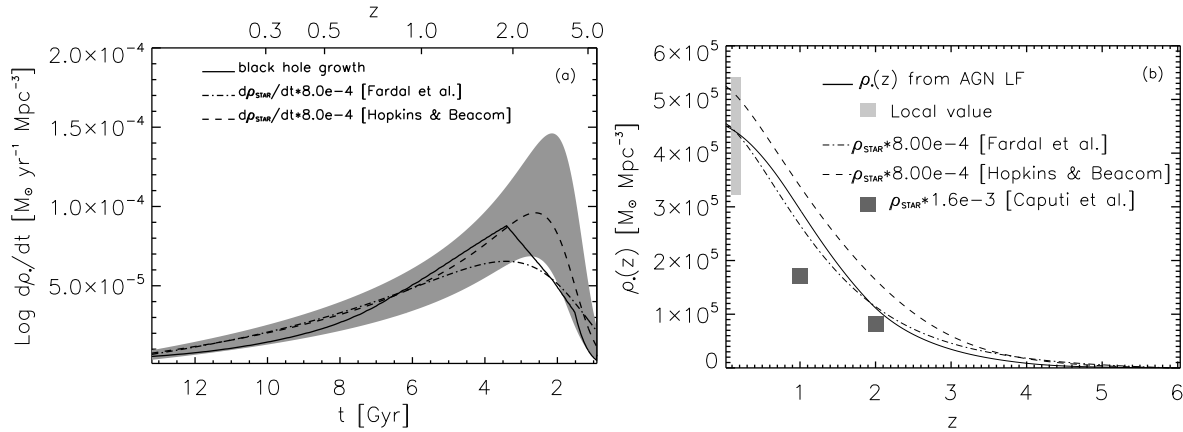 z
0.3 0.5 1.0 2.0 5.0
2.0×10⁻⁴
1.5×10⁻⁴
1.0×10⁻⁴
5.0×10⁻⁵
Log dρ•/dt [M⊙ yr⁻¹ Mpc⁻³]
black hole growth
dρSTAR/dt*8.0e-4 [Fardal et al.]
dρSTAR/dt*8.0e-4 [Hopkins & Beacom]
(a)
12 10 8 6 4 2
t [Gyr]
6×10⁵
5×10⁵
4×10⁵
3×10⁵
2×10⁵
1×10⁵
0
ρ•(z) [M⊙ Mpc⁻³]
ρ•(z) from AGN LF
(b)
Local value
ρSTAR*8.00e-4 [Fardal et al.]
ρSTAR*8.00e-4 [Hopkins & Beacom]
ρSTAR*1.6e-3 [Caputi et al.]
1 2 3 4 5 6
z